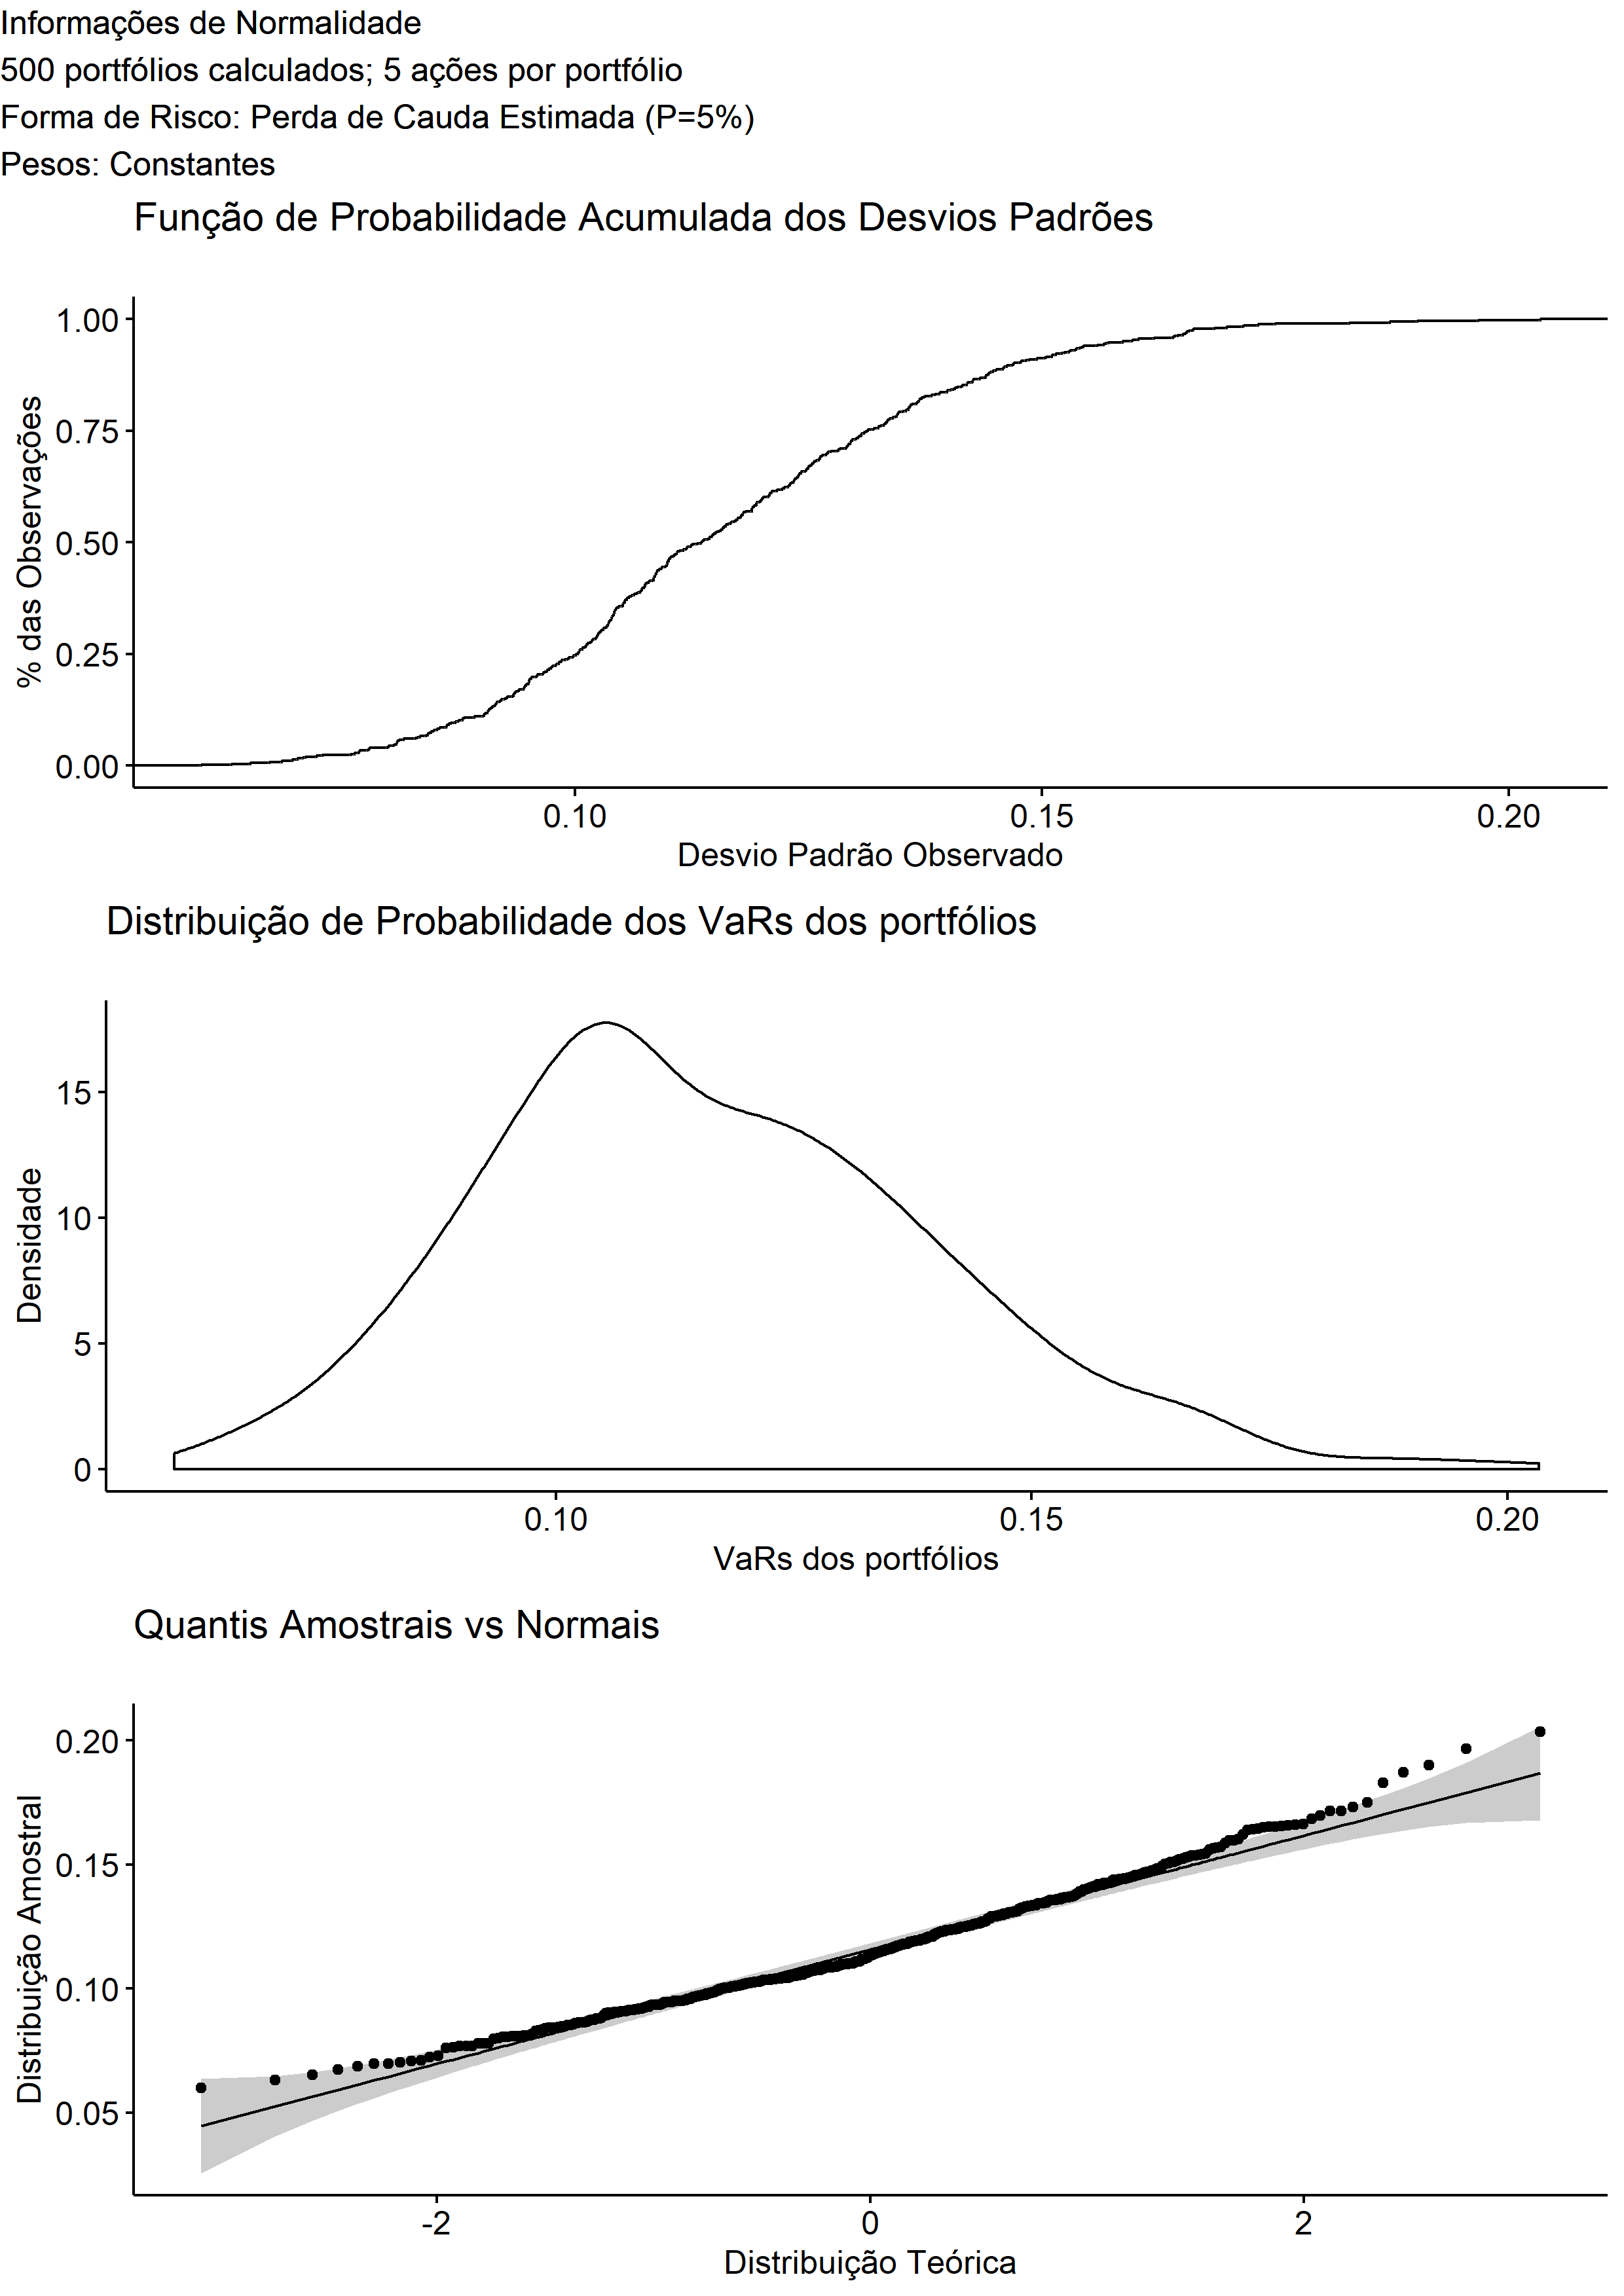 Informações de Normalidade
500 portfólios calculados; 5 ações por portfólio
Forma de Risco: Perda de Cauda Estimada (P=5%)
Pesos: Constantes
Função de Probabilidade Acumulada dos Desvios Padrões
% das Observações
1.00
0.75
0.50
0.25
0.00
0.10 0.15 0.20
Desvio Padrão Observado
Distribuição de Probabilidade dos VaRs dos portfólios
Densidade
15
10
5
0
0.10 0.15 0.20
VaRs dos portfólios
Quantis Amostrais vs Normais
Distribuição Amostral
0.20
0.15
0.10
0.05
-2 0 2
Distribuição Teórica